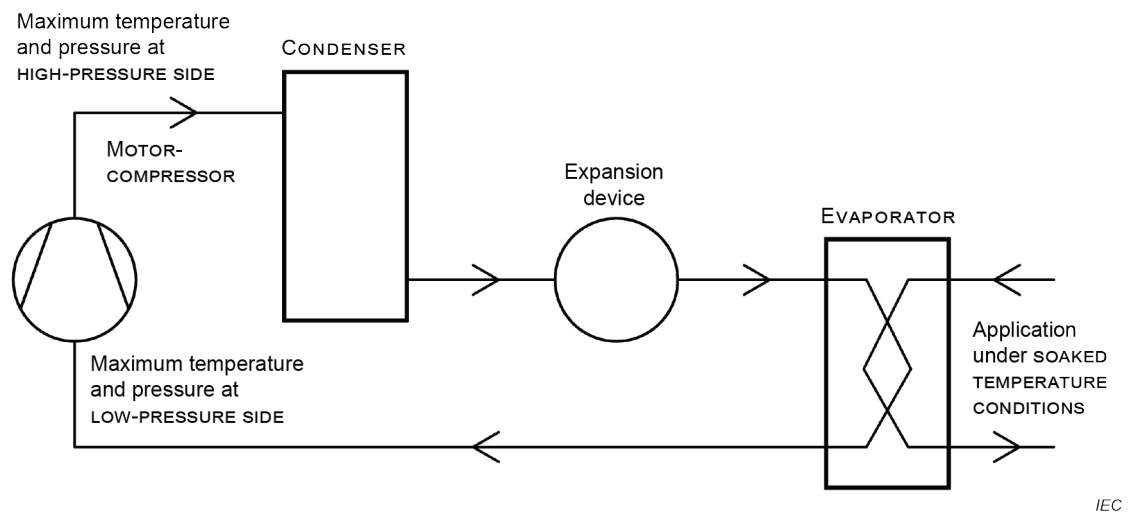 Maximum temperature
and pressure at
HIGH-PRESSURE SIDE
CONDENSER
MOTOR-
COMPRESSOR
Expansion
device
EVAPORATOR
Application
under SOAKED
TEMPERATURE
CONDITIONS
Maximum temperature
and pressure at
LOW-PRESSURE SIDE
IEC